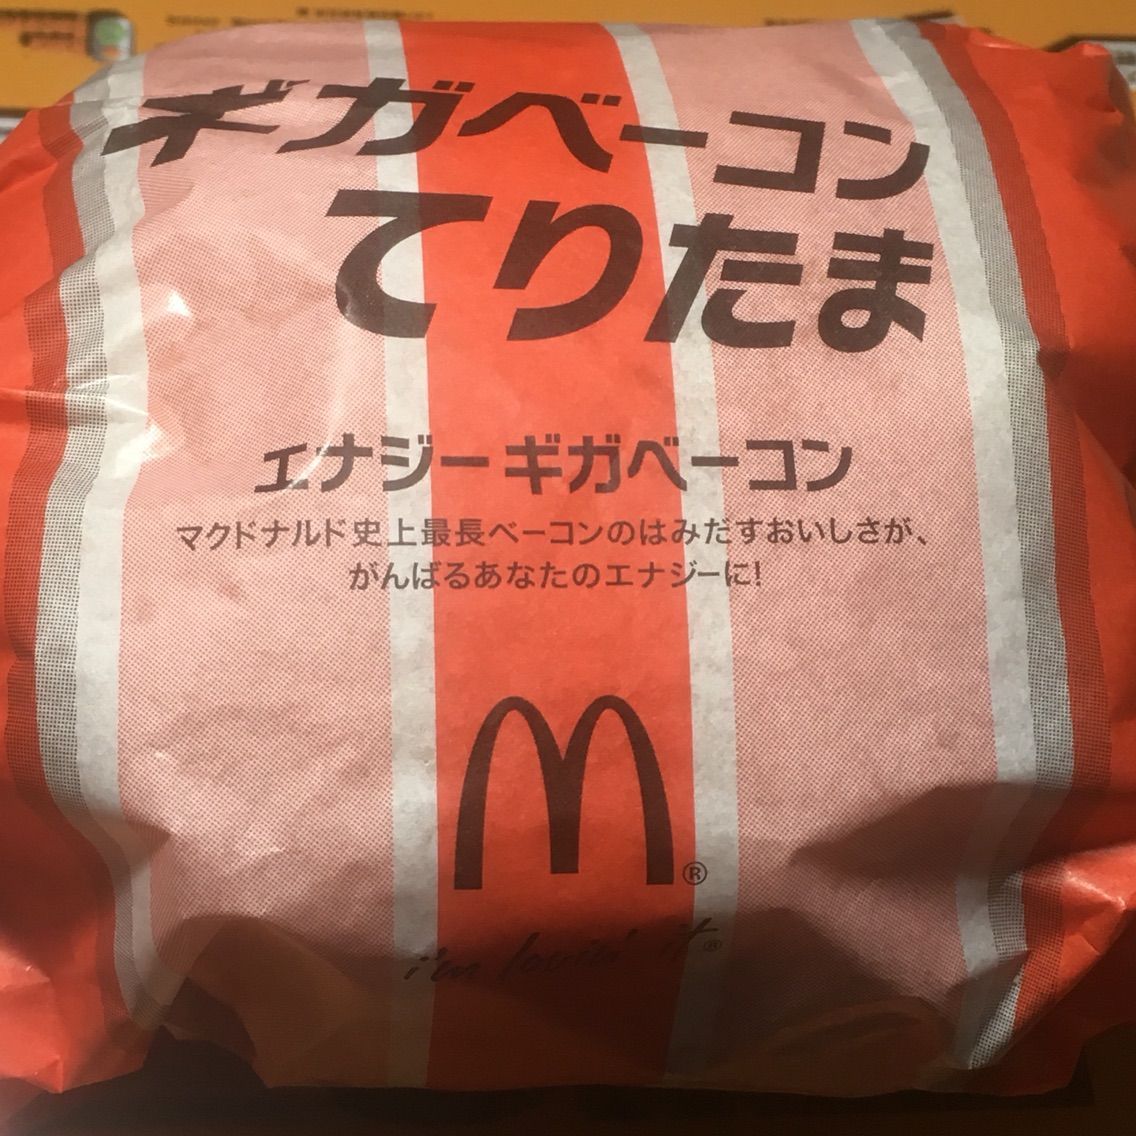 ギガベーコン
てりたま
エナジーギガベーコン
マクドナルド史上最長ベーコンのはみだすおいしさが、
がんばるあなたのエナジーに!
®
i'm lovin' it®